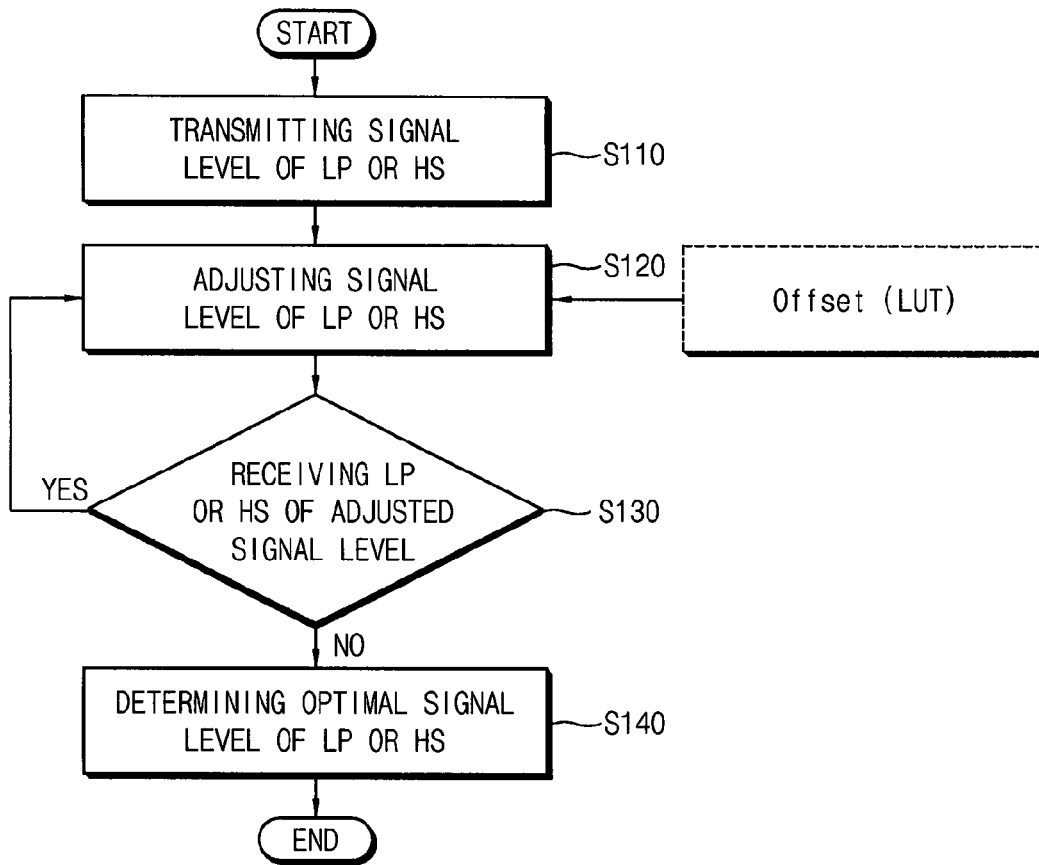 START
TRANSMITTING SIGNAL
LEVEL OF LP OR HS
S110
ADJUSTING SIGNAL
LEVEL OF LP OR HS
S120
Offset (LUT)
RECEIVING LP
OR HS OF ADJUSTED
SIGNAL LEVEL
S130
YES
NO
DETERMINING OPTIMAL SIGNAL
LEVEL OF LP OR HS
S140
END